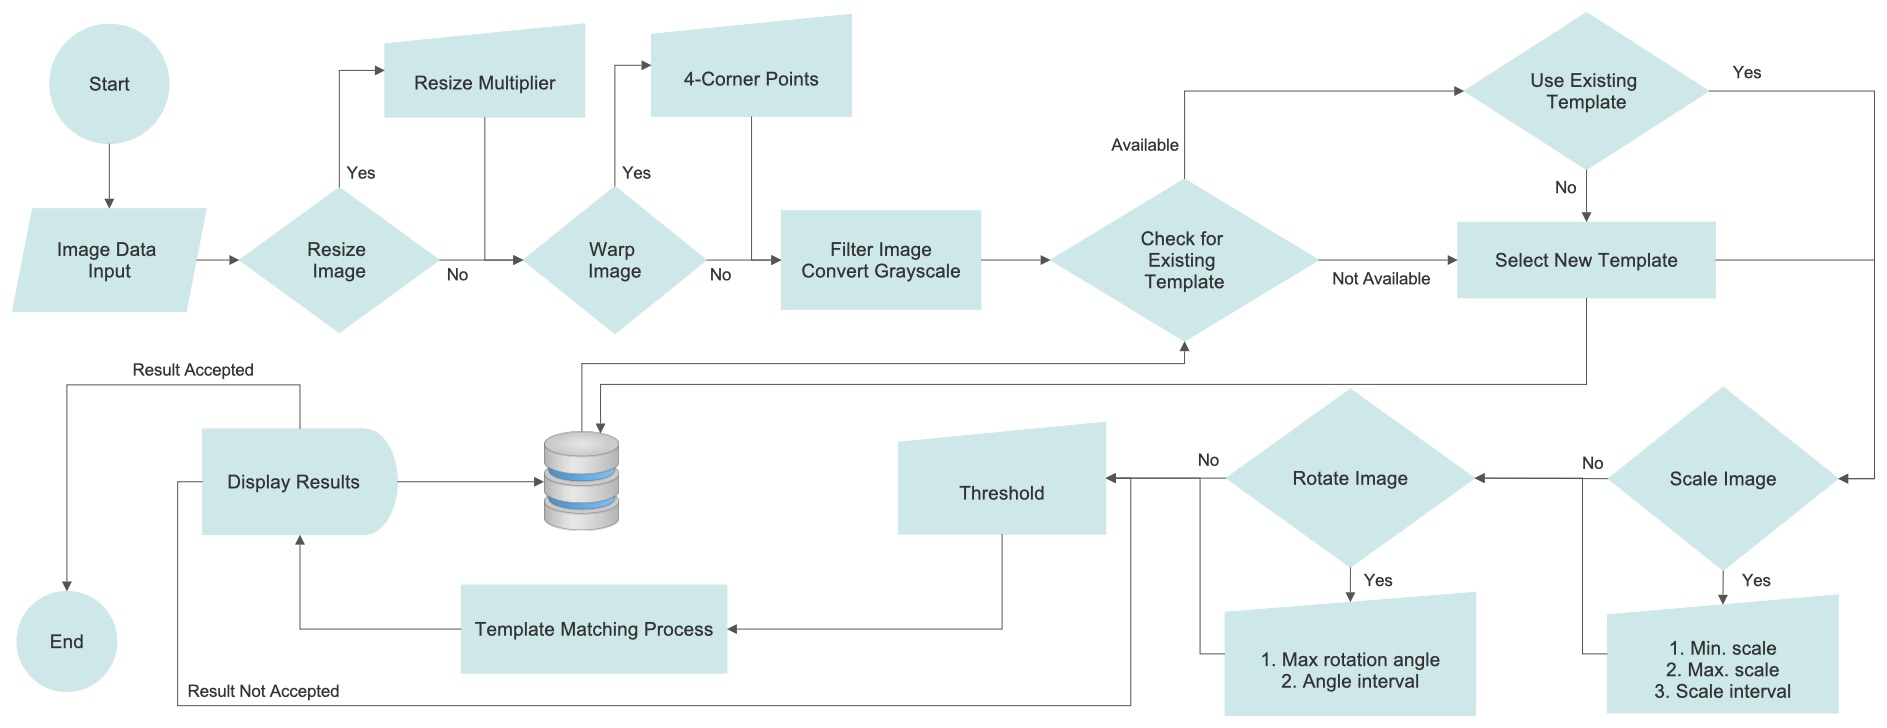 Start
Resize Multiplier
4-Corner Points
Use Existing
Template
Yes
Available
Yes
Yes
No
Image Data
Input
Resize
Image
No
Warp
Image
No
Filter Image
Convert Grayscale
Check for
Existing
Template
Not Available
Select New Template
Result Accepted
Display Results
Threshold
No
Rotate Image
No
Scale Image
Yes
Yes
End
Template Matching Process
1. Max rotation angle
2. Angle interval
1. Min. scale
2. Max. scale
3. Scale interval
Result Not Accepted